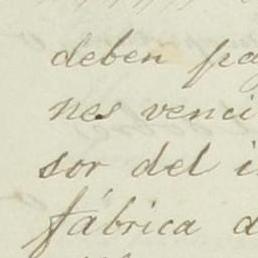 deben pa
nes venci
sor del i
fábrica d